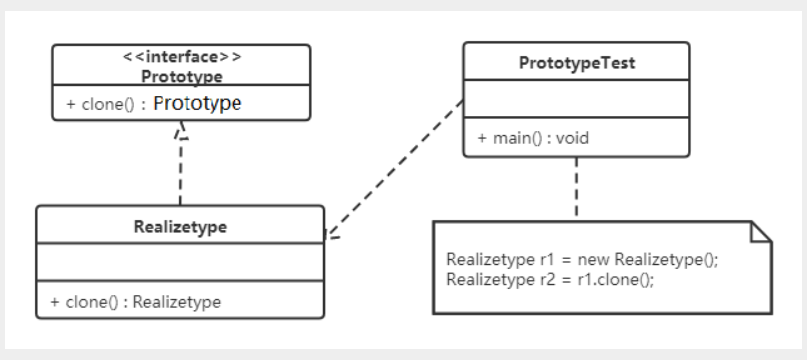 <<interface>>
Prototype
+ clone() : Prototype
PrototypeTest
+ main() : void
Realizetype
+ clone() : Realizetype
Realizetype r1 = new Realizetype();
Realizetype r2 = r1.clone();